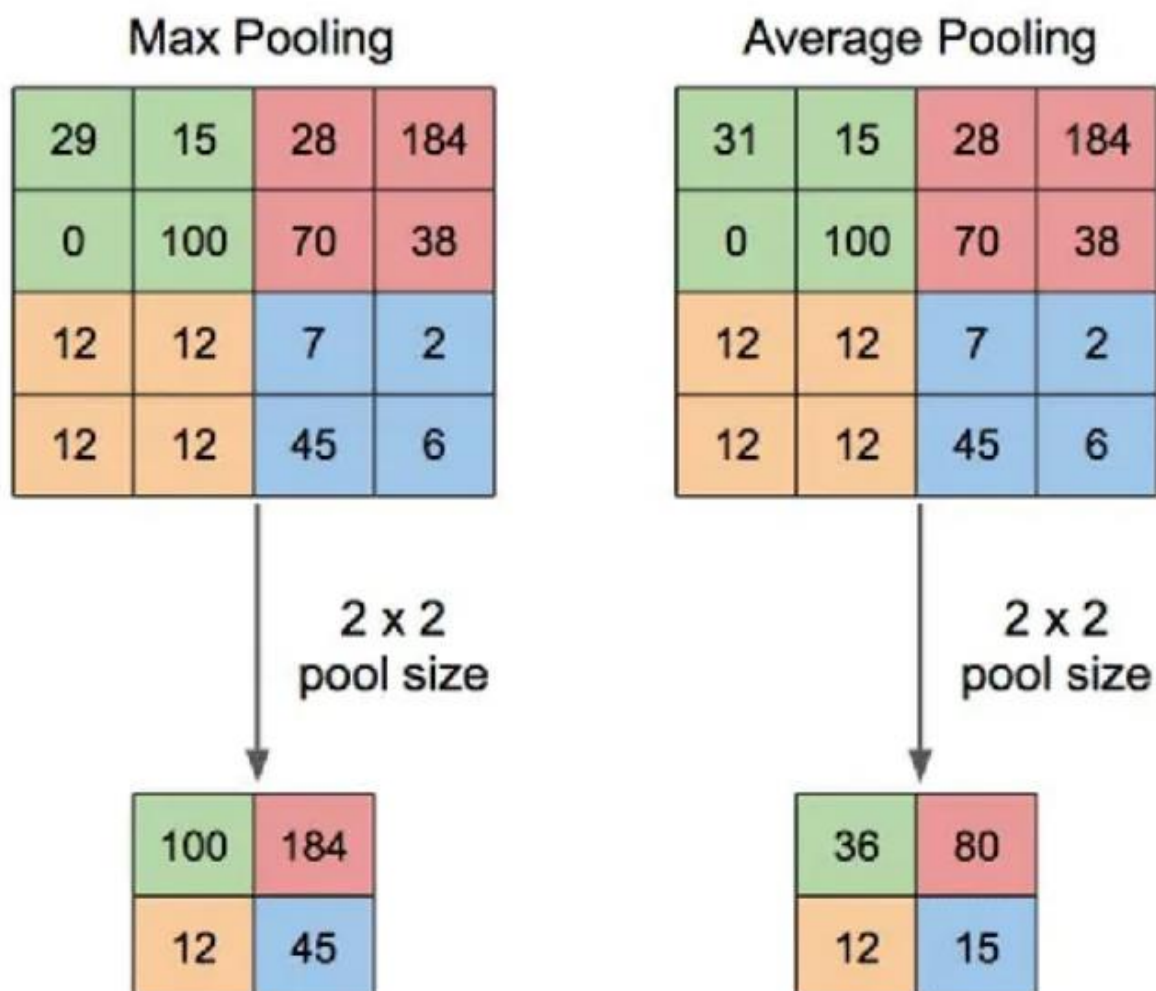 Max Pooling
29 15 28 184
0 100 70 38
12 12 7 2
12 12 45 6
2 x 2
pool size
100 184
12 45
Average Pooling
31 15 28 184
0 100 70 38
12 12 7 2
12 12 45 6
2 x 2
pool size
36 80
12 15